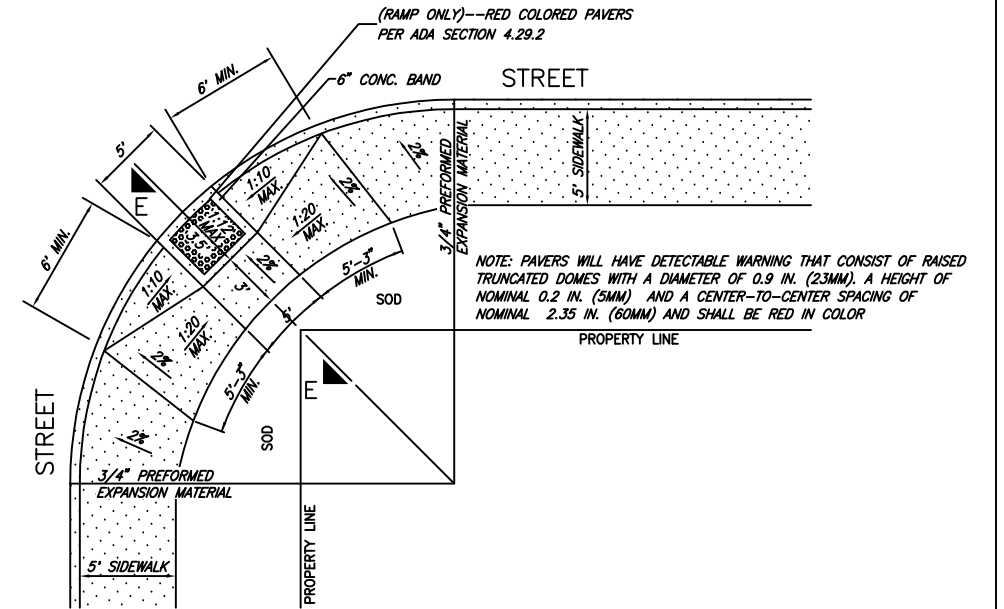 (RAMP ONLY)--RED COLORED PAVERS
PER ADA SECTION 4.29.2
6" CONC. BAND
STREET
6' MIN.
5'
E
6' MIN.
1:10
MAX.
1:12
MAX.
3.5'
1:20
MAX.
2%
2%
3/4" PREFORMED
EXPANSION MATERIAL
5' SIDEWALK
2%
3'
5'
5'-3"
MIN.
SOD
1:10
MAX.
1:20
MAX.
2%
5'-3"
MIN.
SOD
E
NOTE: PAVERS WILL HAVE DETECTABLE WARNING THAT CONSIST OF RAISED
TRUNCATED DOMES WITH A DIAMETER OF 0.9 IN. (23MM). A HEIGHT OF
NOMINAL 0.2 IN. (5MM) AND A CENTER-TO-CENTER SPACING OF
NOMINAL 2.35 IN. (60MM) AND SHALL BE RED IN COLOR
PROPERTY LINE
STREET
2%
3/4" PREFORMED
EXPANSION MATERIAL
PROPERTY LINE
5' SIDEWALK